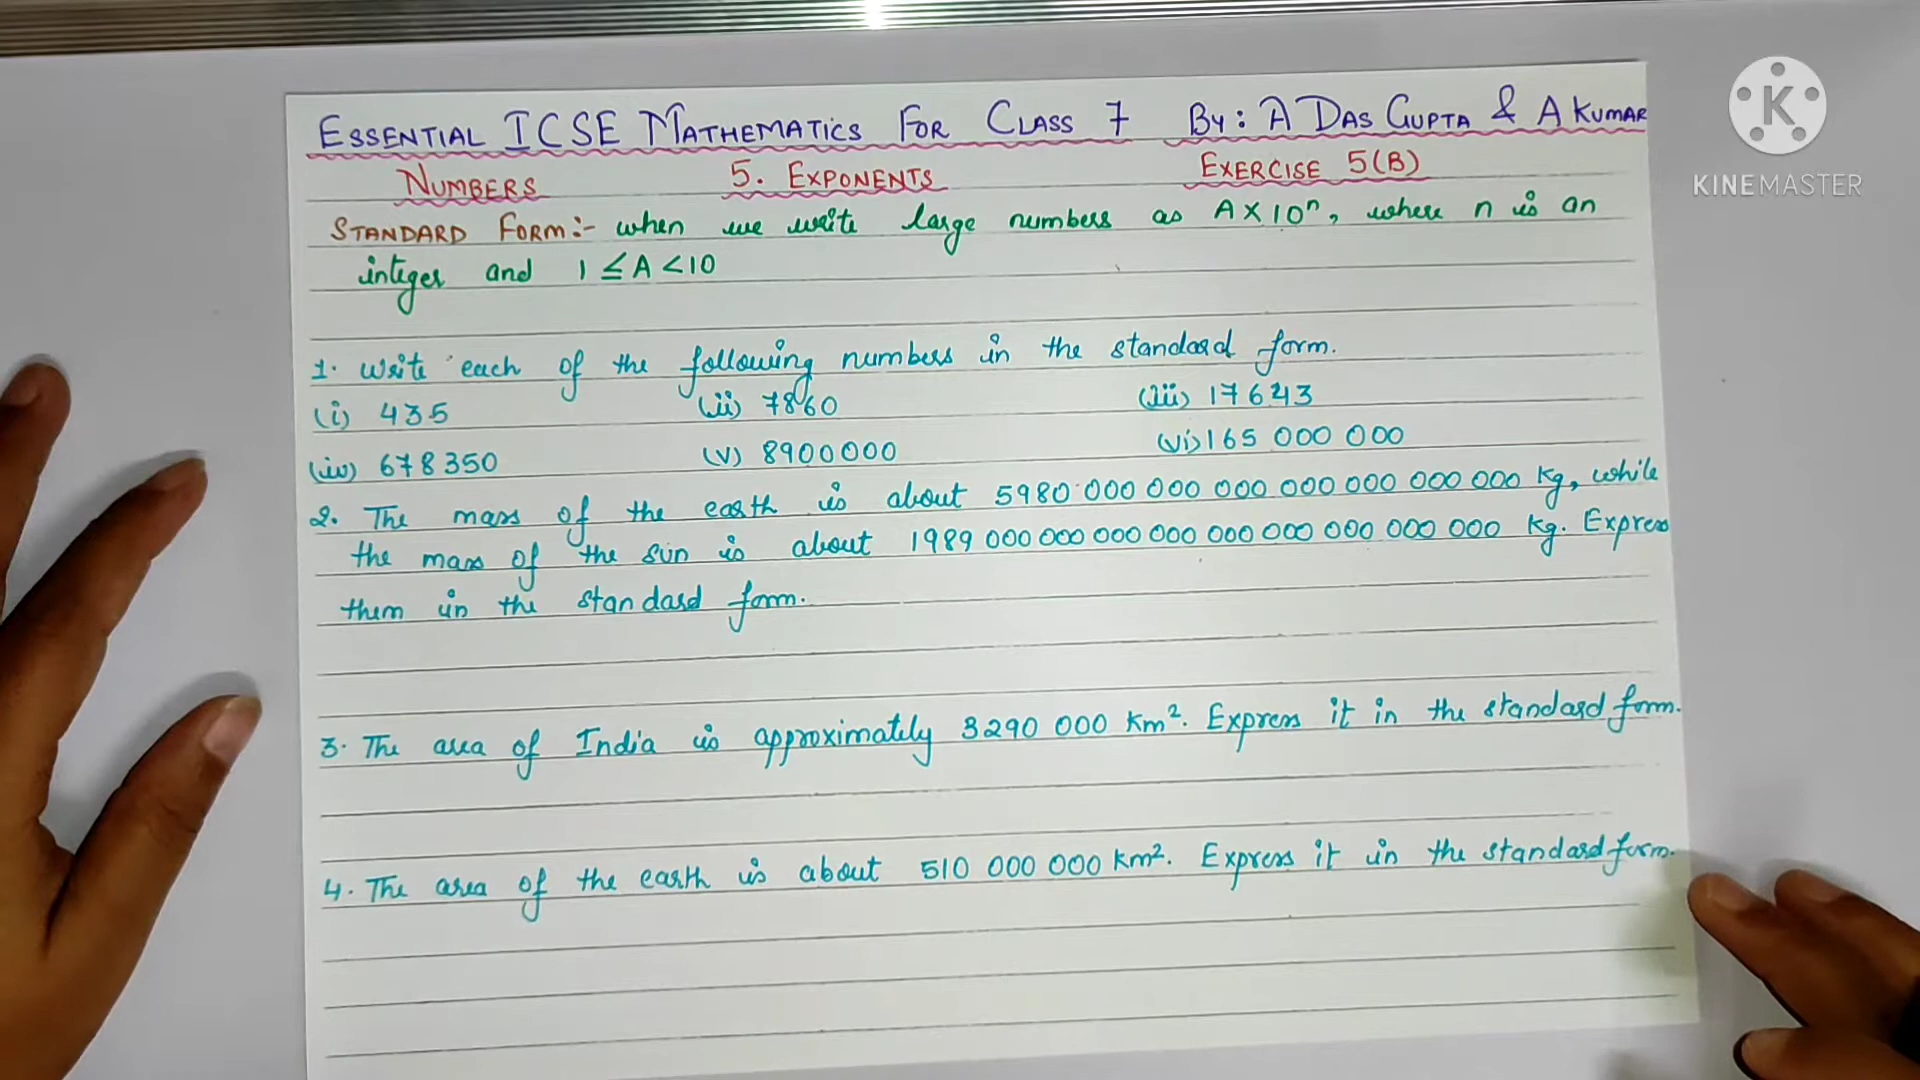 ESSENTIAL ICSE MATHEMATICS FOR CLASS 7 BY: A DAS GUPTA & A KUMAR
NUMBERS 5. EXPONENTS EXERCISE 5(B)
STANDARD FORM:- when we write large numbers as A×10ⁿ, where n is an
integer and 1 ≤ A < 10
1. Write each of the following numbers in the standard form.
(i) 435 (ii) 7860 (iii) 17643
(iv) 678350 (v) 8900000 (vi) 165 000 000
2. The mass of the earth is about 5980 000 000 000 000 000 000 000 kg, while
the mass of the sun is about 1989 000 000 000 000 000 000 000 000 000 kg. Express
them in the standard form.
3. The area of India is approximately 3290 000 km². Express it in the standard form.
4. The area of the earth is about 510 000 000 km². Express it in the standard form.
K
KINEMASTER